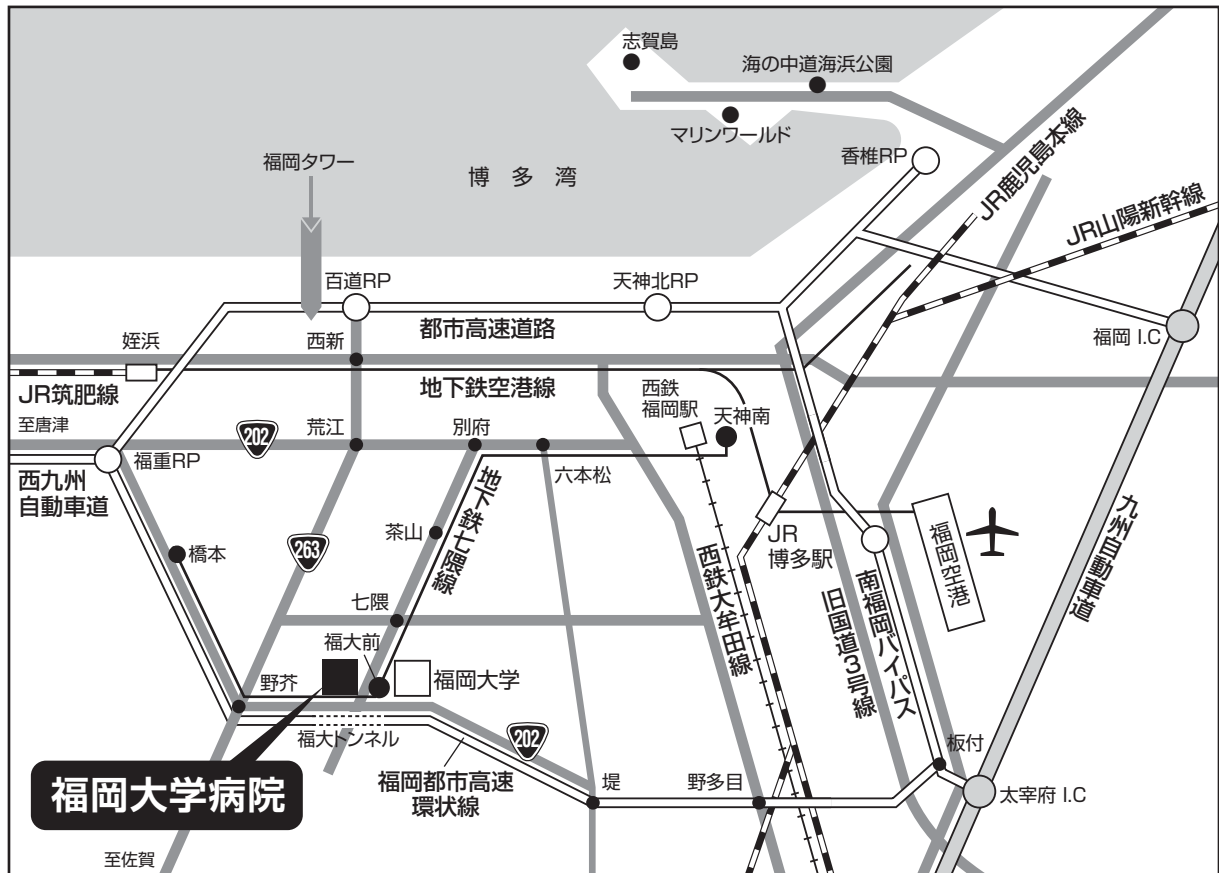 志賀島
海の中道海浜公園
マリンワールド
香椎RP
福岡タワー
博多湾
JR鹿児島本線
JR山陽新幹線
百道RP
天神北RP
都市高速道路
福岡 I.C
姪浜
西新
JR筑肥線
地下鉄空港線
西鉄
福岡駅
天神南
至唐津
202
荒江
別府
福重RP
六本松
西九州
自動車道
地下鉄七隈線
茶山
263
橋本
JR
博多駅
福岡空港
九州自動車道
西鉄大牟田線
旧国道3号線
南福岡バイパス
七隈
福大前
福岡大学
野芥
福大トンネル
202
福岡都市高速
環状線
堤
野多目
板付
太宰府 I.C
福岡大学病院
至佐賀